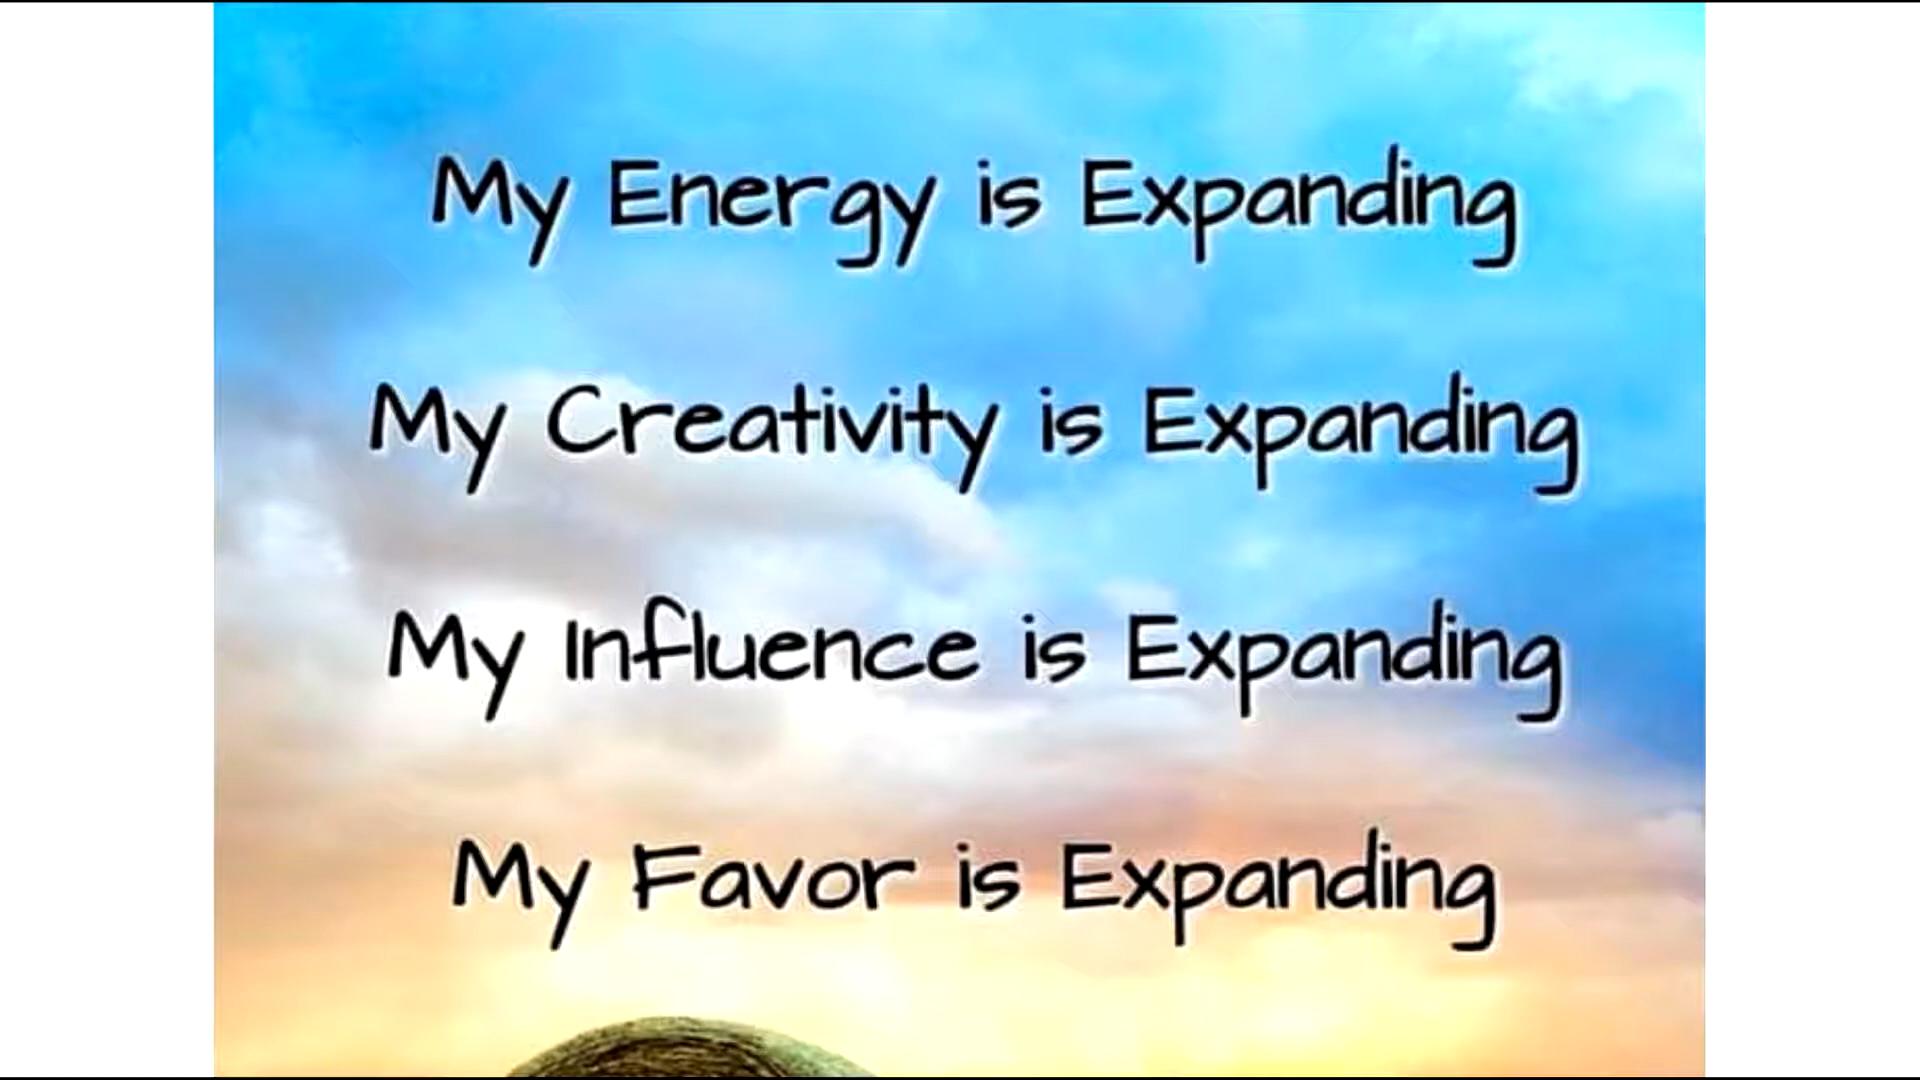 My Energy is Expanding
My Creativity is Expanding
My Influence is Expanding
My Favor is Expanding